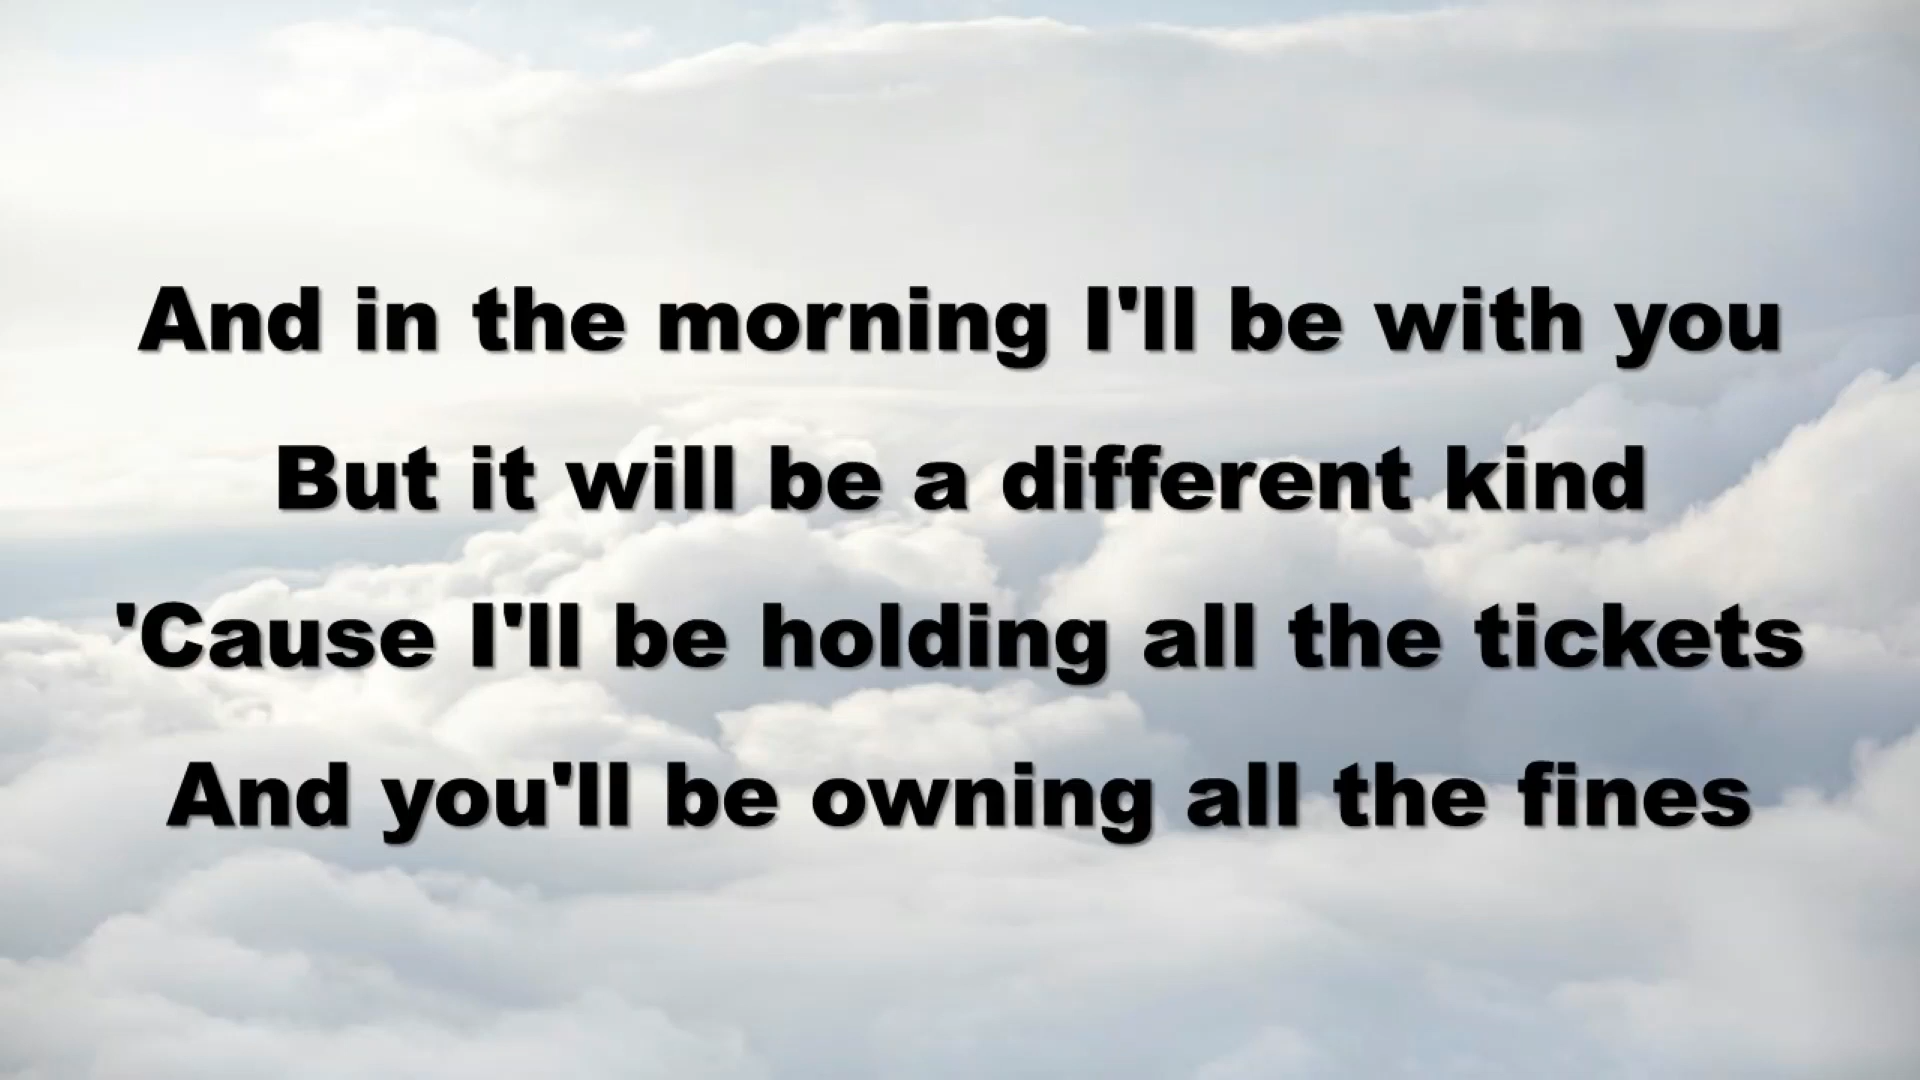 And in the morning I'll be with you
But it will be a different kind
'Cause I'll be holding all the tickets
And you'll be owning all the fines